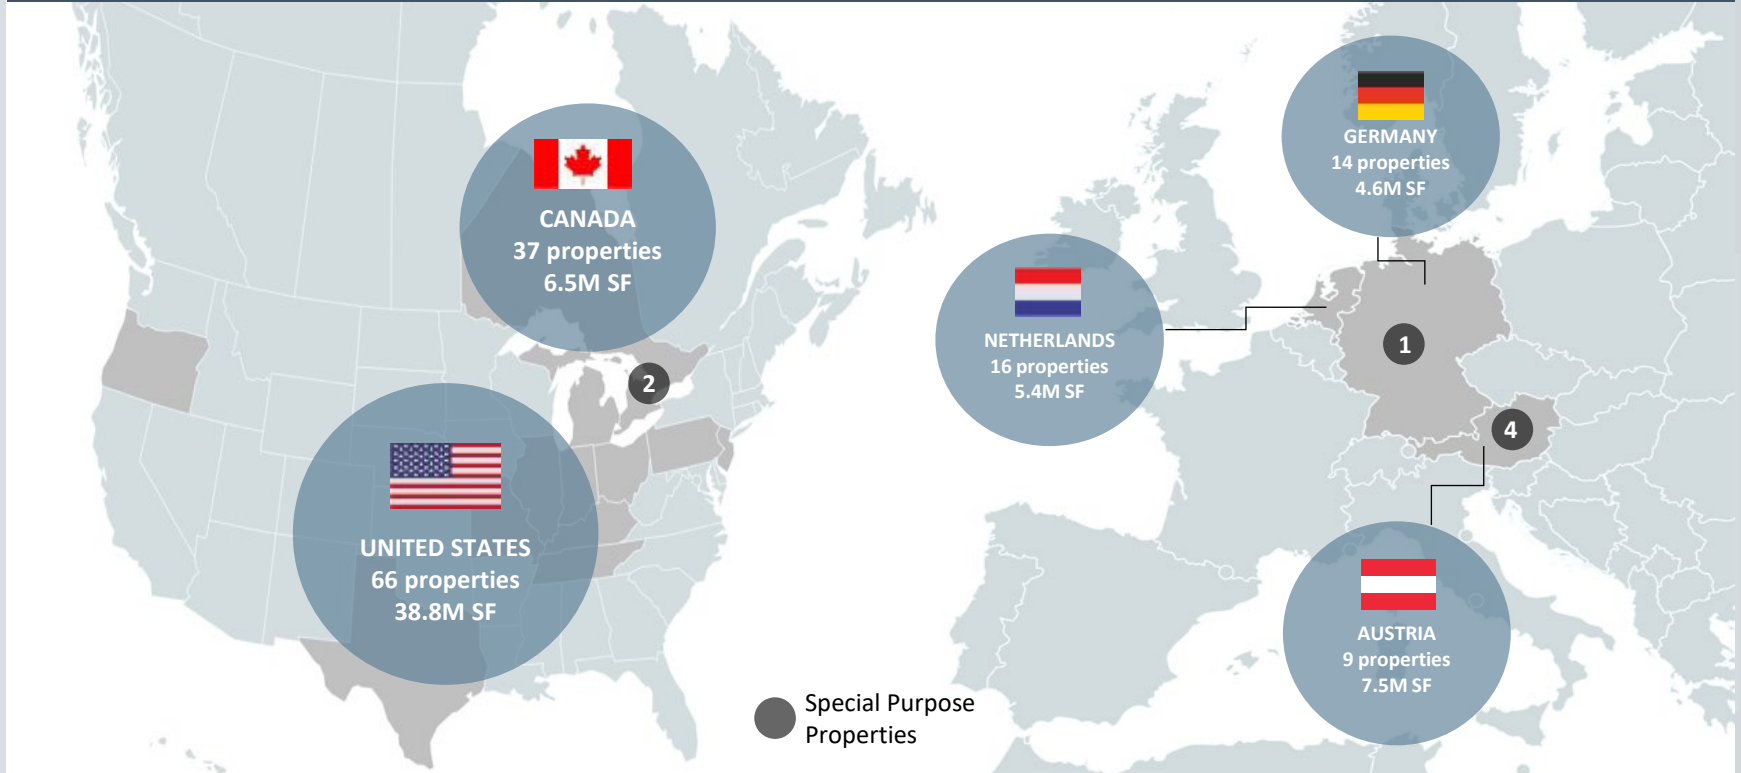 CANADA
37 properties
6.5M SF
2
UNITED STATES
66 properties
38.8M SF
GERMANY
14 properties
4.6M SF
NETHERLANDS
16 properties
5.4M SF
1
4
AUSTRIA
9 properties
7.5M SF
Special Purpose
Properties